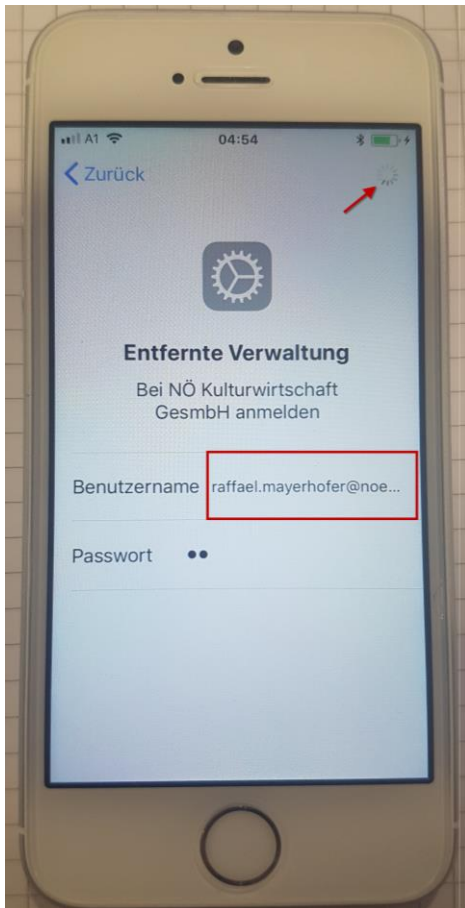 A1 04:54
Zurück
Entfernte Verwaltung
Bei NÖ Kulturwirtschaft
GesmbH anmelden
Benutzername raffael.mayerhofer@noe...
Passwort ••